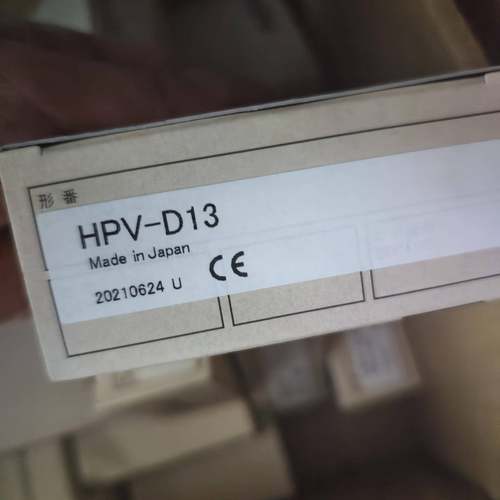 形番
HPV-D13
Made in Japan
20210624 U CE